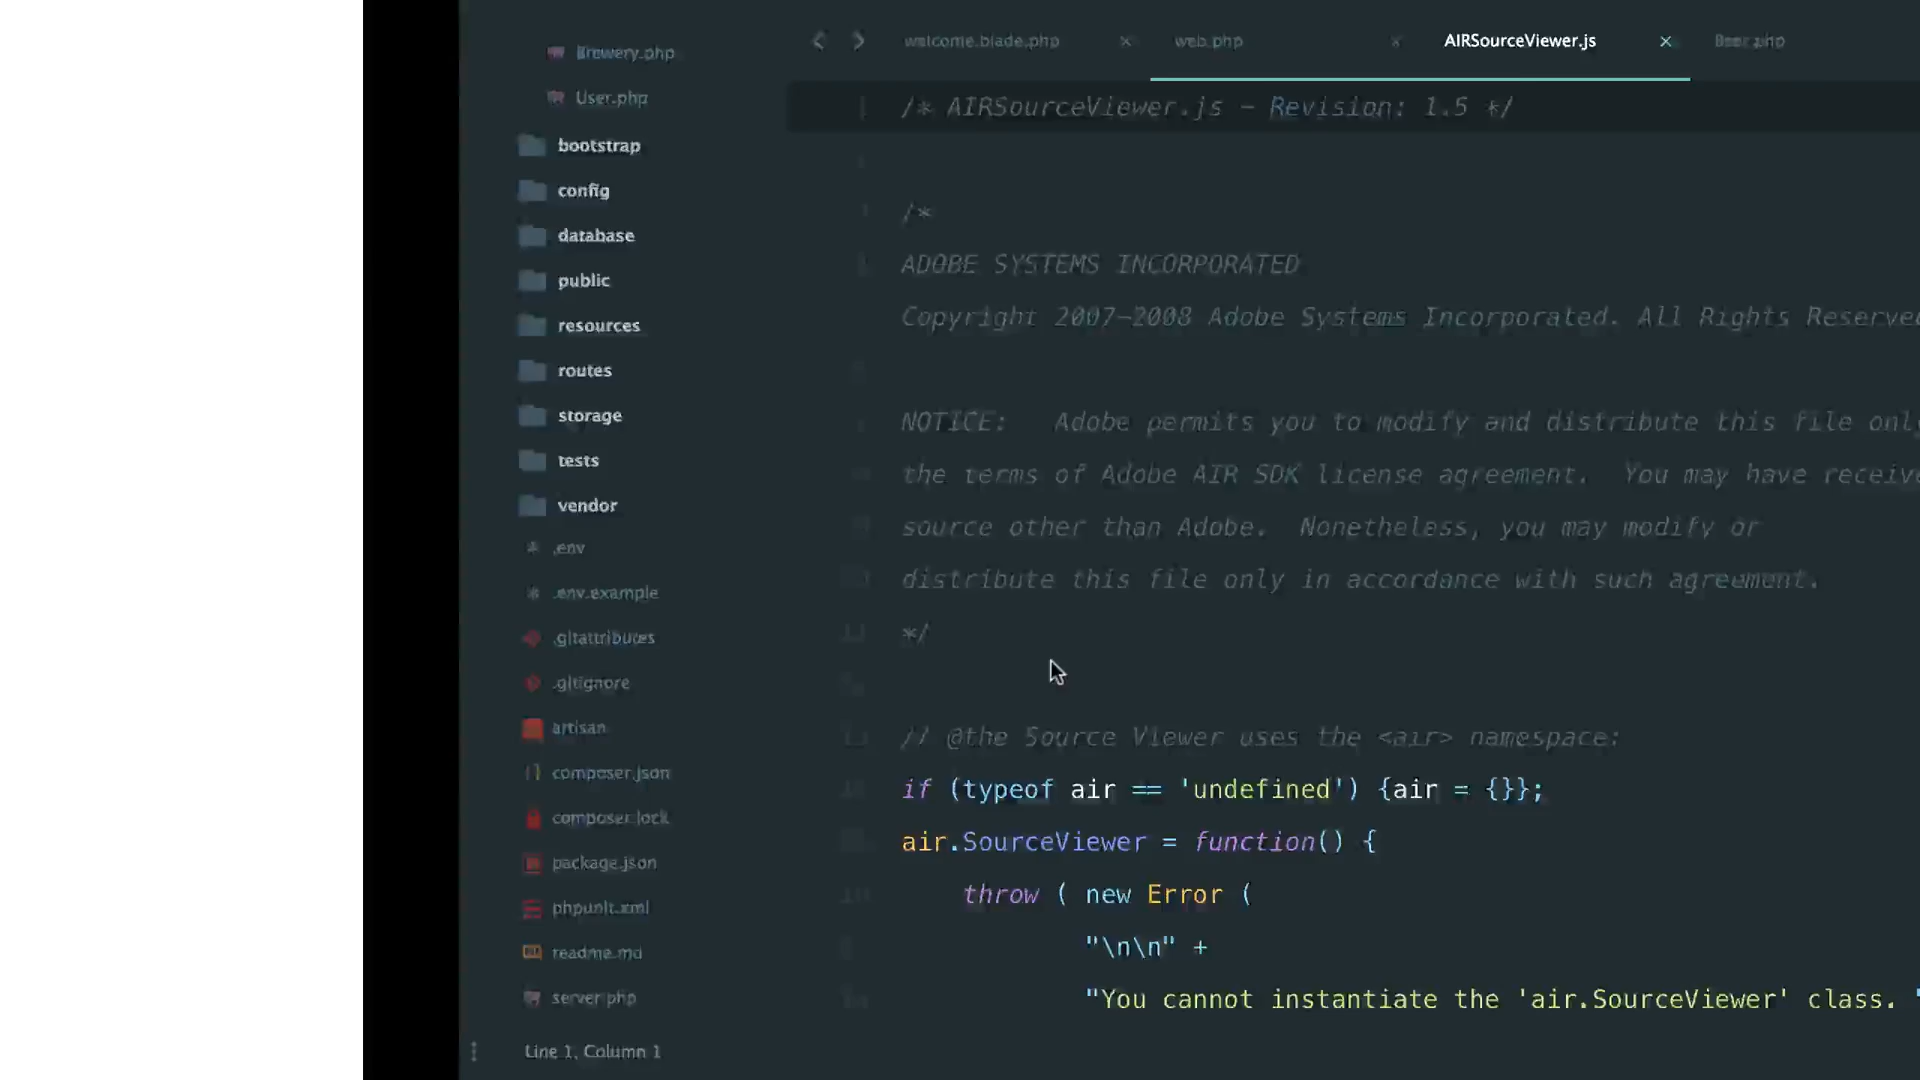 Brewery.php
User.php
bootstrap
config
database
public
resources
routes
storage
tests
vendor
.env
.env.example
.gitattributes
.gitignore
artisan
composer.json
composer.lock
package.json
phpunit.xml
readme.md
server.php
Line 1, Column 1
welcome.blade.php
web.php
AIRSourceViewer.js
Beer.php
/* AIRSourceViewer.js - Revision: 1.5 */
/*
ADOBE SYSTEMS INCORPORATED
Copyright 2007-2008 Adobe Systems Incorporated. All Rights Reserved
NOTICE:   Adobe permits you to modify and distribute this file only
the terms of Adobe AIR SDK license agreement.  You may have receive
source other than Adobe.  Nonetheless, you may modify or
distribute this file only in accordance with such agreement.
*/
// @the Source Viewer uses the <air> namespace:
if (typeof air == 'undefined') {air = {}};
air.SourceViewer = function() {
throw ( new Error (
"\n\n" +
"You cannot instantiate the 'air.SourceViewer' class. "